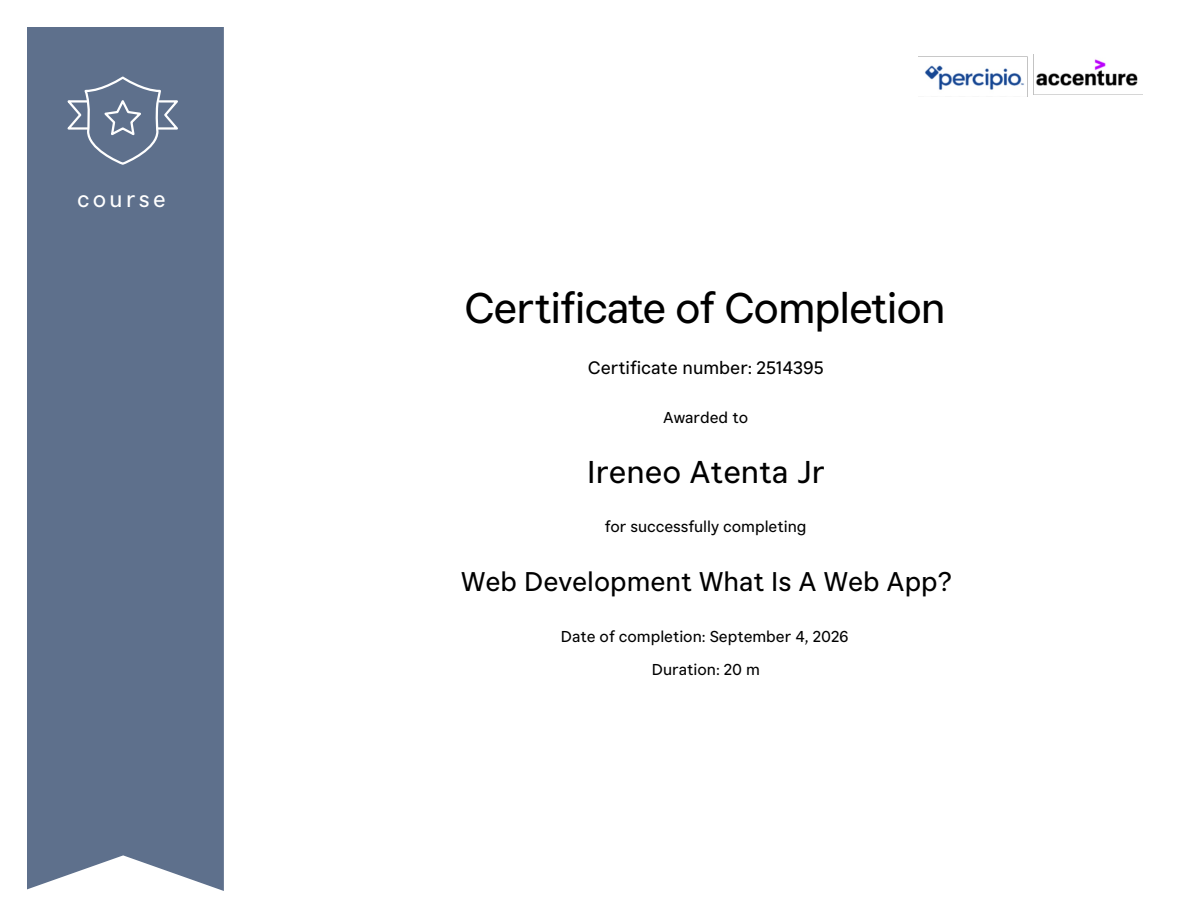 percipio.
accenture
course
Certificate of Completion
Certificate number: 2514395
Awarded to
Ireneo Atenta Jr
for successfully completing
Web Development What Is A Web App?
Date of completion: September 4, 2026
Duration: 20 m